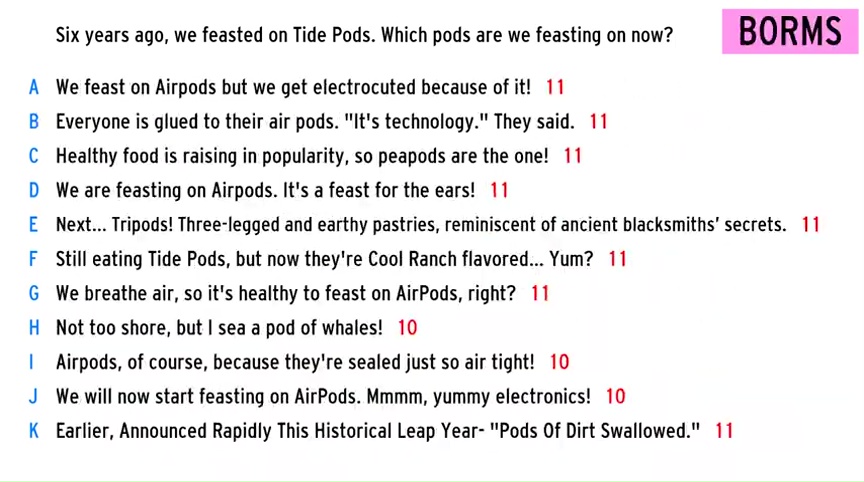 Six years ago, we feasted on Tide Pods. Which pods are we feasting on now?
BORMS
A We feast on Airpods but we get electrocuted because of it! 11
B Everyone is glued to their air pods. "It's technology." They said. 11
C Healthy food is raising in popularity, so peapods are the one! 11
D We are feasting on Airpods. It's a feast for the ears! 11
E Next... Tripods! Three-legged and earthy pastries, reminiscent of ancient blacksmiths’ secrets. 11
F Still eating Tide Pods, but now they're Cool Ranch flavored... Yum? 11
G We breathe air, so it's healthy to feast on AirPods, right? 11
H Not too shore, but I sea a pod of whales! 10
I Airpods, of course, because they're sealed just so air tight! 10
J We will now start feasting on AirPods. Mmmm, yummy electronics! 10
K Earlier, Announced Rapidly This Historical Leap Year- "Pods Of Dirt Swallowed." 11